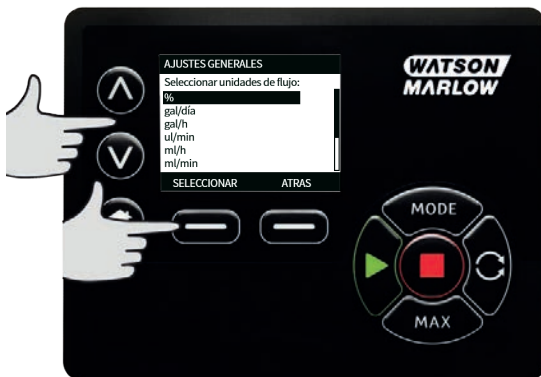 AJUSTES GENERALES
Seleccionar unidades de flujo:
%
gal/día
gal/h
ul/min
ml/h
ml/min
SELECCIONAR ATRAS
WATSON
MARLOW
MODE
MAX